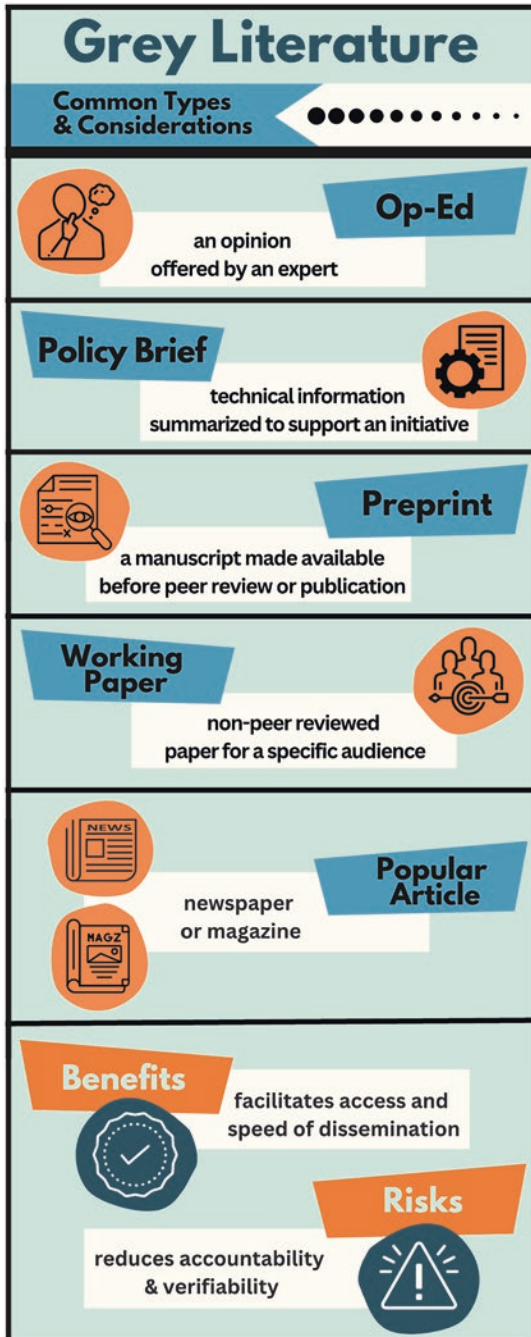 Grey Literature
Common Types
& Considerations
Op-Ed
an opinion
offered by an expert
Policy Brief
technical information
summarized to support an initiative
Preprint
a manuscript made available
before peer review or publication
Working
Paper
non-peer reviewed
paper for a specific audience
NEWS
Popular
Article
newspaper
or magazine
MAGZ
Benefits
facilitates access and
speed of dissemination
Risks
reduces accountability
& verifiability